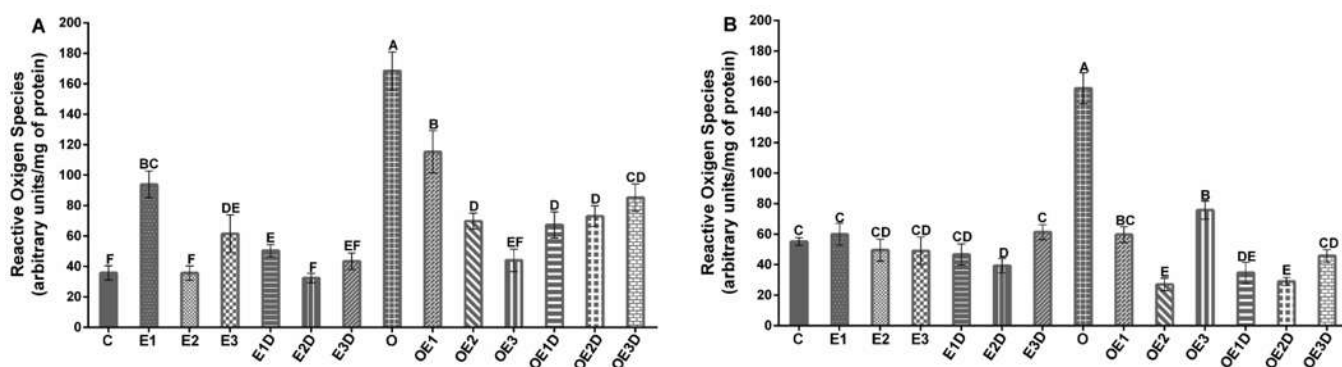 A
Reactive Oxigen Species
(arbitrary units/mg of protein)
200
180
160
140
120
100
80
60
40
20
0
F BC F DE E F EF A B D EF D D CD
C E1 E2 E3 E1D E2D E3D O OE1 OE2 OE3 OE1D OE2D OE3D
B
Reactive Oxigen Species
(arbitrary units/mg of protein)
200
180
160
140
120
100
80
60
40
20
0
C C CD CD CD D C A BC E B DE E CD
C E1 E2 E3 E1D E2D E3D O OE1 OE2 OE3 OE1D OE2D OE3D